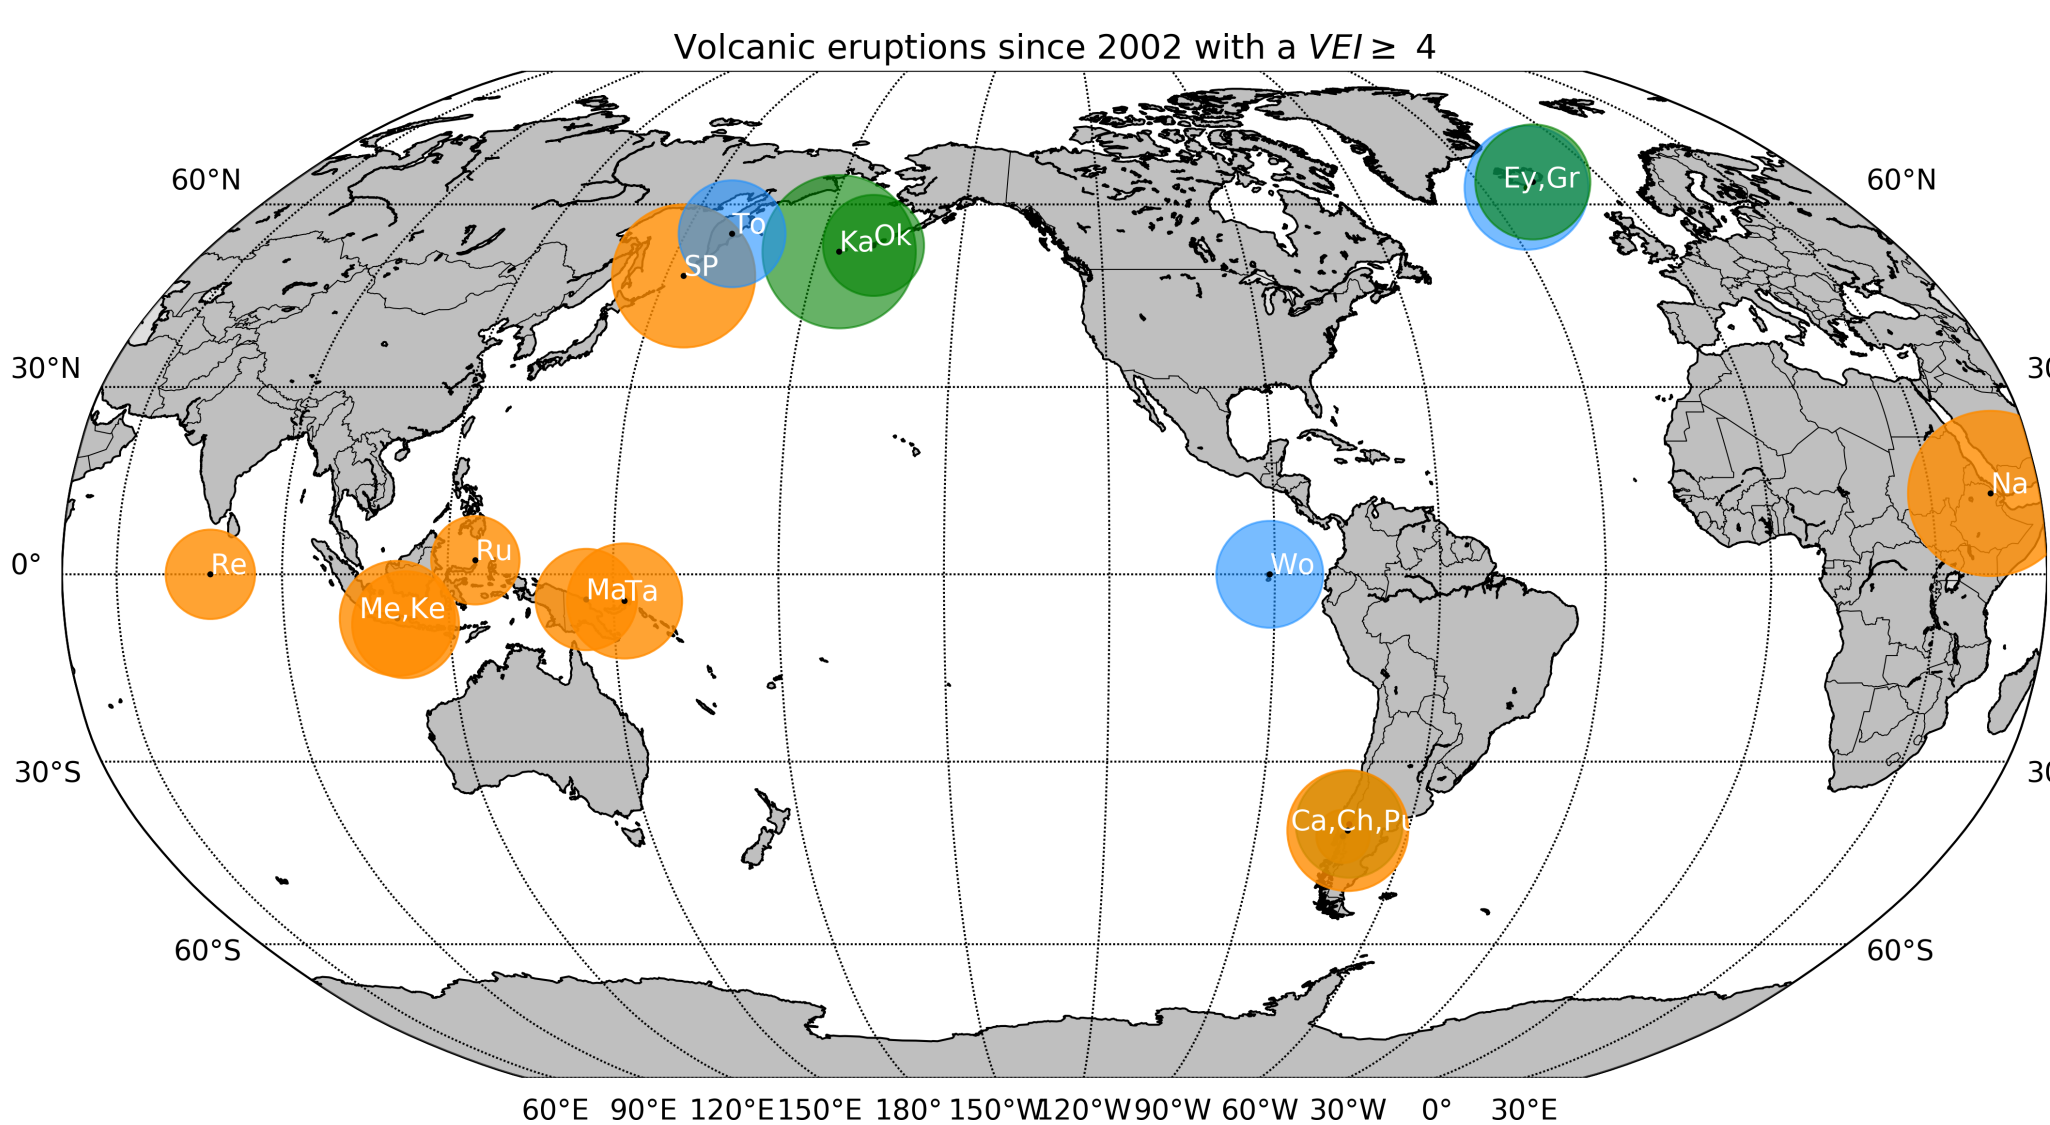 Volcanic eruptions since 2002 with a VEI ≥ 4
60°N
60°N
Ey,Gr
To
Ka
Ok
SP
30°N
30
Na
Ru
0°
Re
Wo
Ma
Ta
Me,Ke
30°S
30
Ca,Ch,Pu
60°S
60°S
60°E 90°E 120°E 150°E 180° 150°W 120°W 90°W 60°W 30°W 0° 30°E